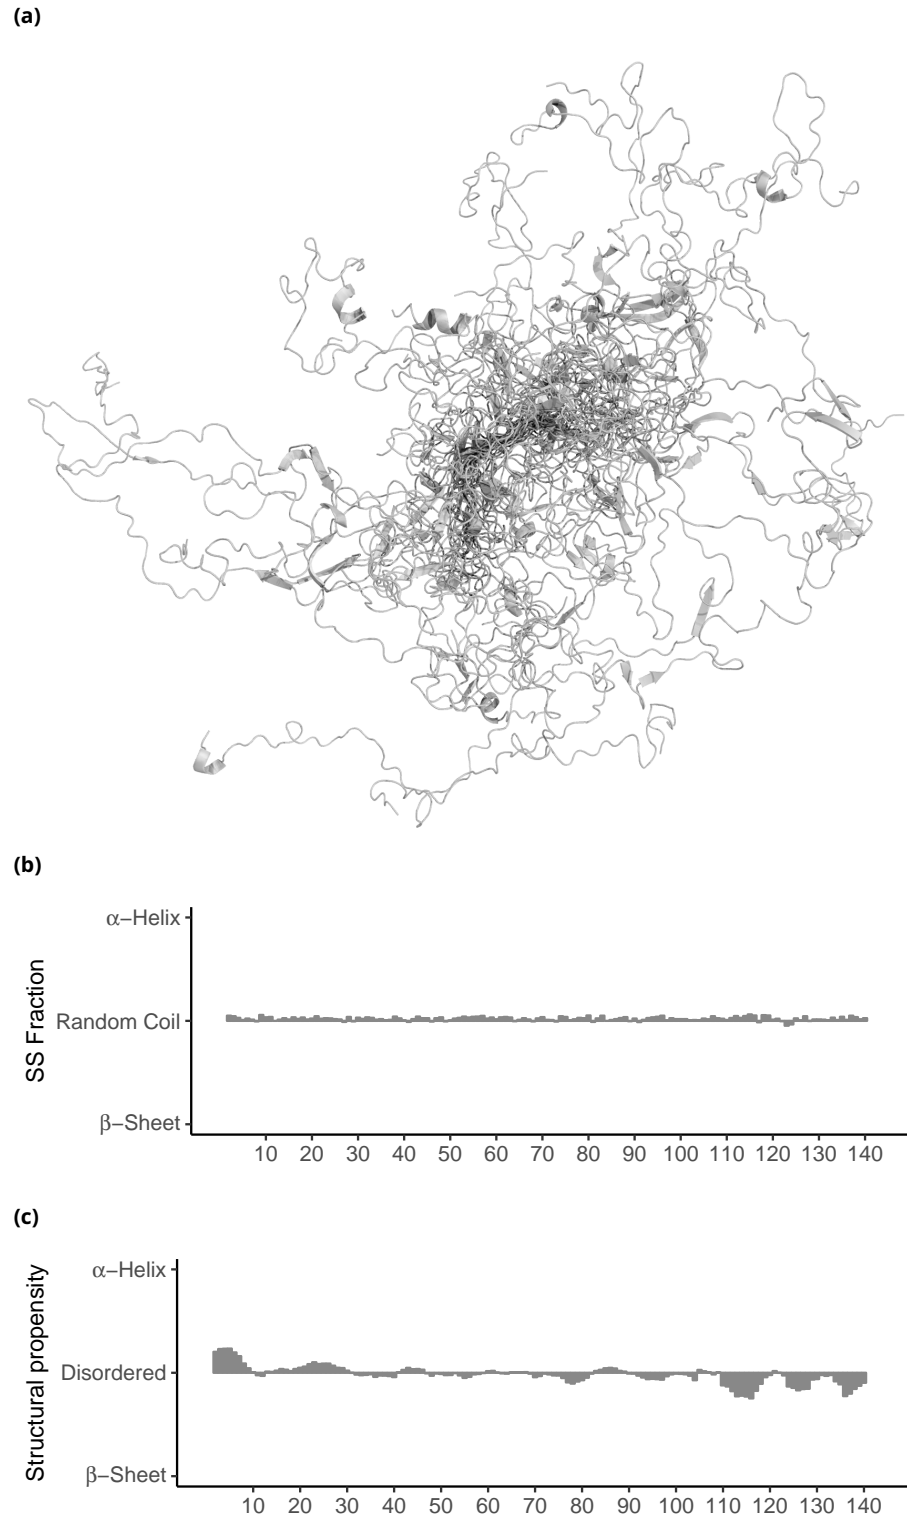 (a)
(b)
SS Fraction
α−Helix
Random Coil
β−Sheet
10 20 30 40 50 60 70 80 90 100 110 120 130 140
(c)
Structural propensity
α−Helix
Disordered
β−Sheet
10 20 30 40 50 60 70 80 90 100 110 120 130 140